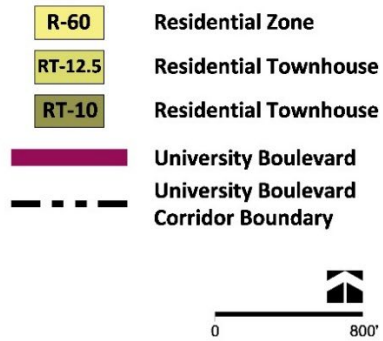 R-60 Residential Zone
RT-12.5 Residential Townhouse
RT-10 Residential Townhouse
University Boulevard
University Boulevard
Corridor Boundary
0 800'